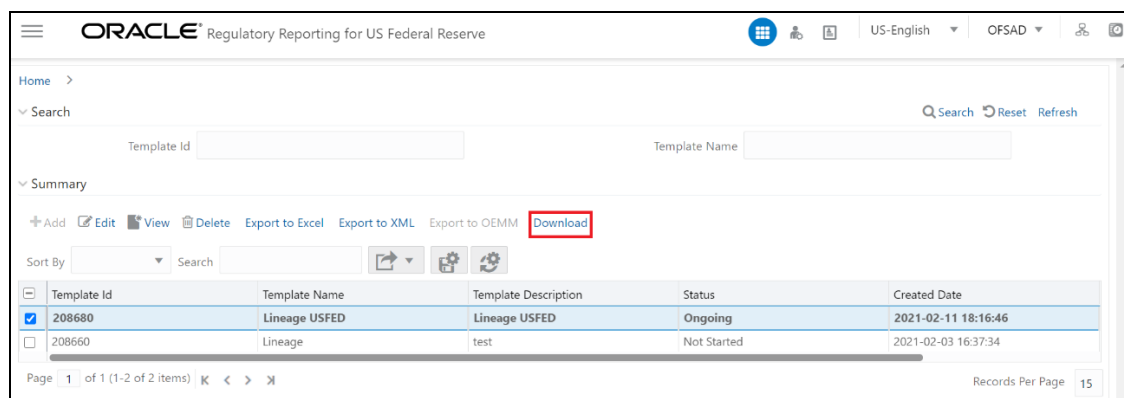 ORACLE® Regulatory Reporting for US Federal Reserve US-English OFSAD
Home >
Search Search Reset Refresh
Template Id Template Name
Summary
Add Edit View Delete Export to Excel Export to XML Export to OEMM Download
Sort By Search
Template Id Template Name Template Description Status Created Date
208680 Lineage USFED Lineage USFED Ongoing 2021-02-11 18:16:46
208660 Lineage test Not Started 2021-02-03 16:37:34
Page 1 of 1 (1-2 of 2 items) Records Per Page 15